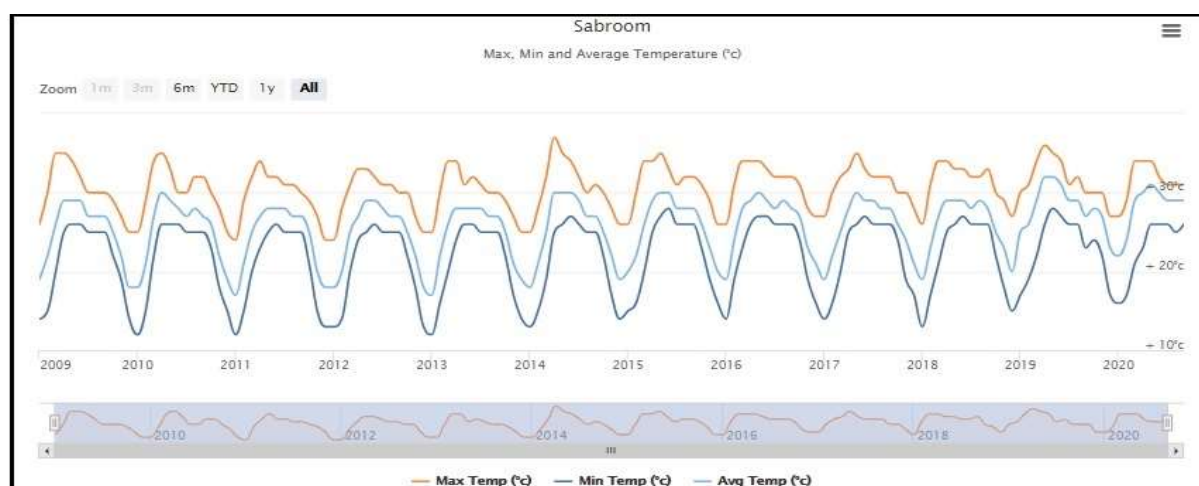 Sabroom
Max, Min and Average Temperature (°c)
Zoom 1m 3m 6m YTD 1y All
+ 30°c
+ 20°c
+ 10°c
2009 2010 2011 2012 2013 2014 2015 2016 2017 2018 2019 2020
2010 2012 2014 2016 2018 2020
Max Temp (°c) Min Temp (°c) Avg Temp (°c)